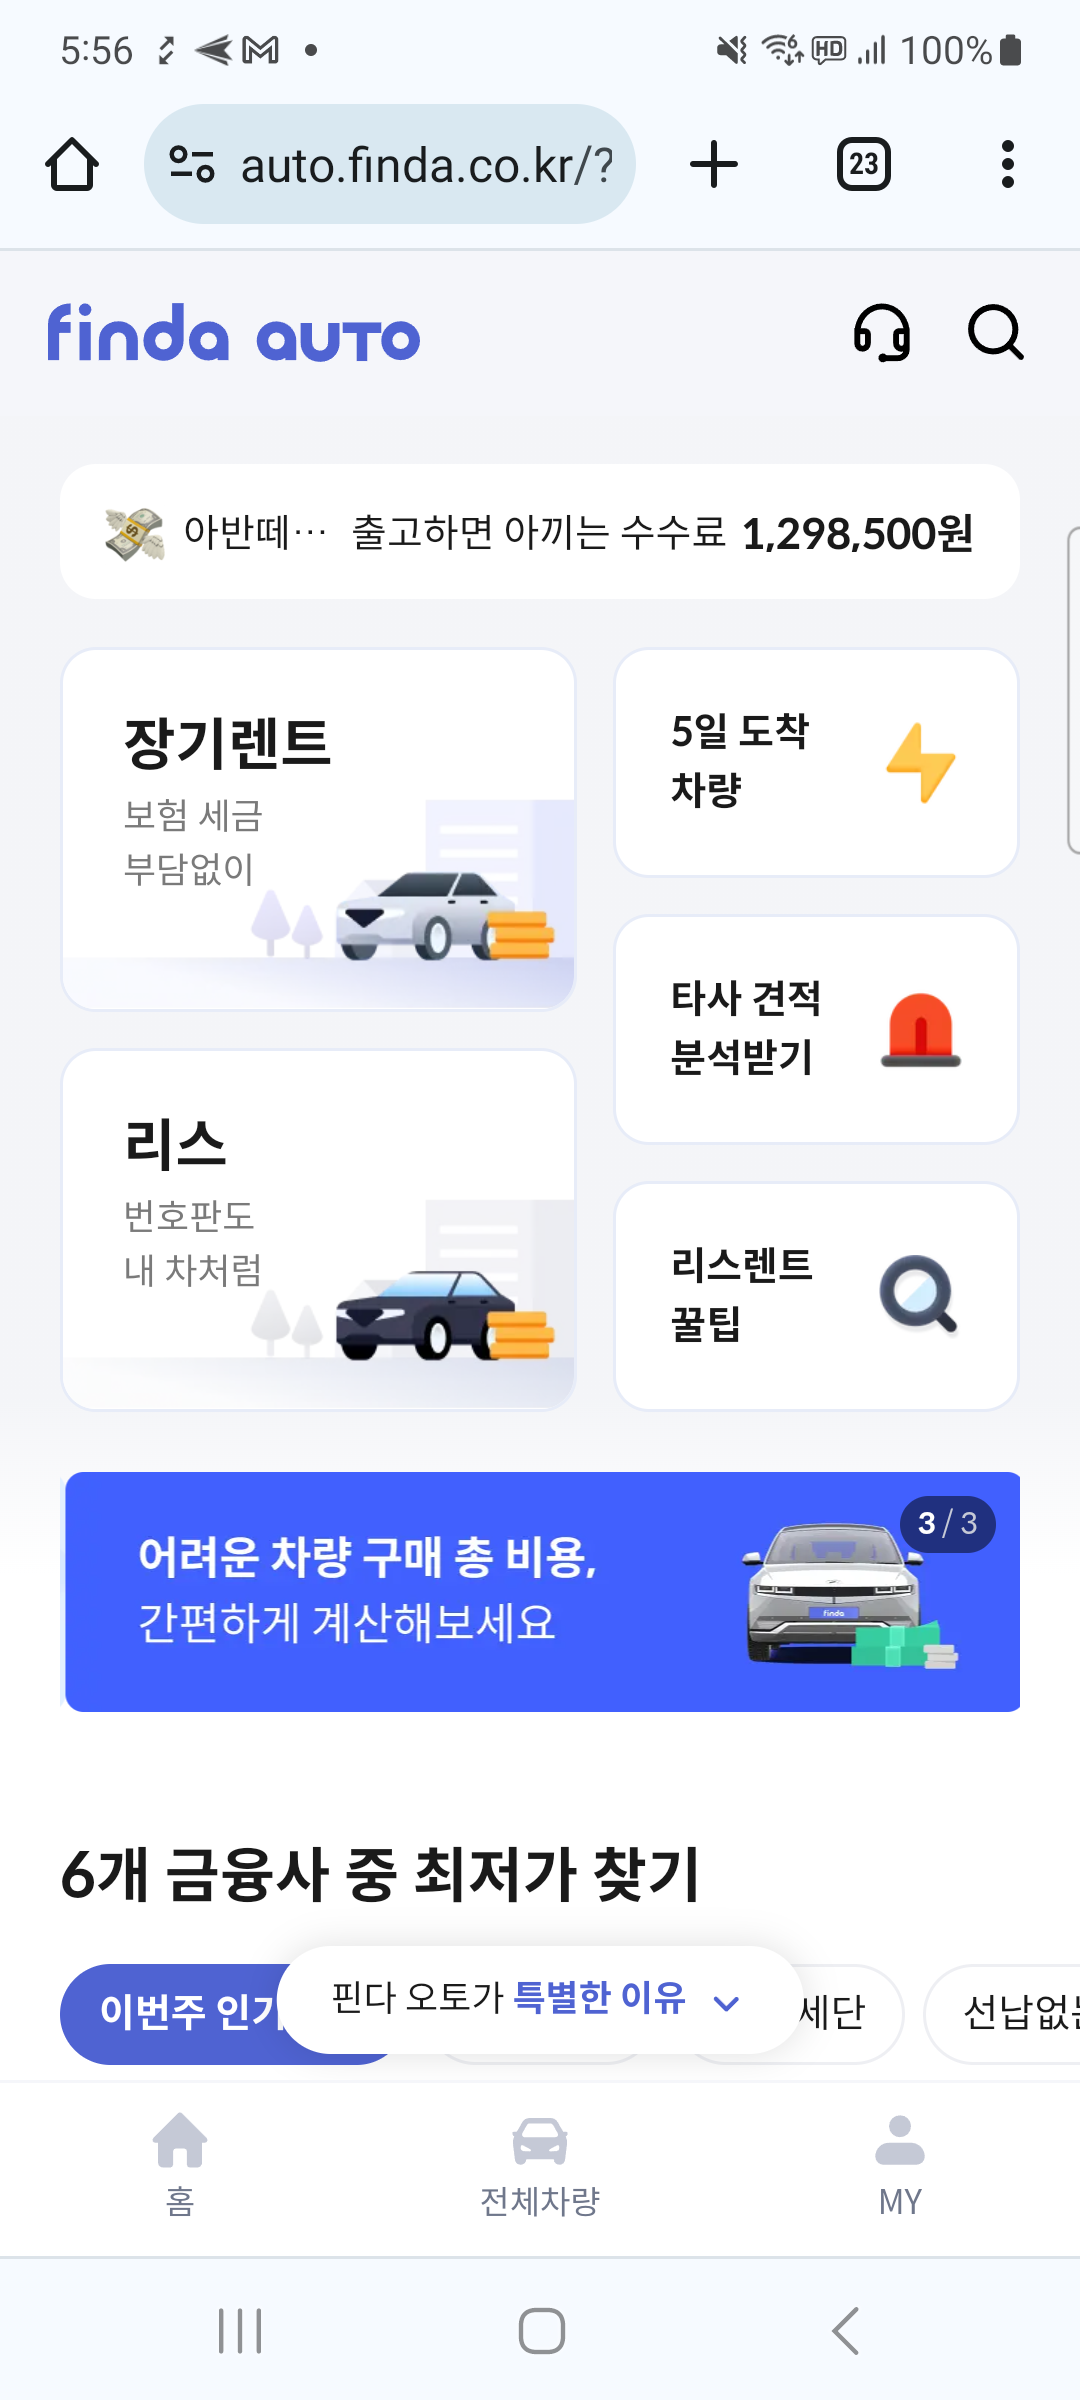 5:56
HD
100%
auto.finda.co.kr/?
23
finda auto
아반떼··· 출고하면 아끼는 수수료 1,298,500원
장기렌트
보험 세금
부담없이
5일 도착
차량
타사 견적
분석받기
리스
번호판도
내 차처럼
리스렌트
꿀팁
3 / 3
어려운 차량 구매 총 비용,
간편하게 계산해보세요
finda
6개 금융사 중 최저가 찾기
이번주 인기
세단
선납없는
핀다 오토가 특별한 이유
홈
전체차량
MY